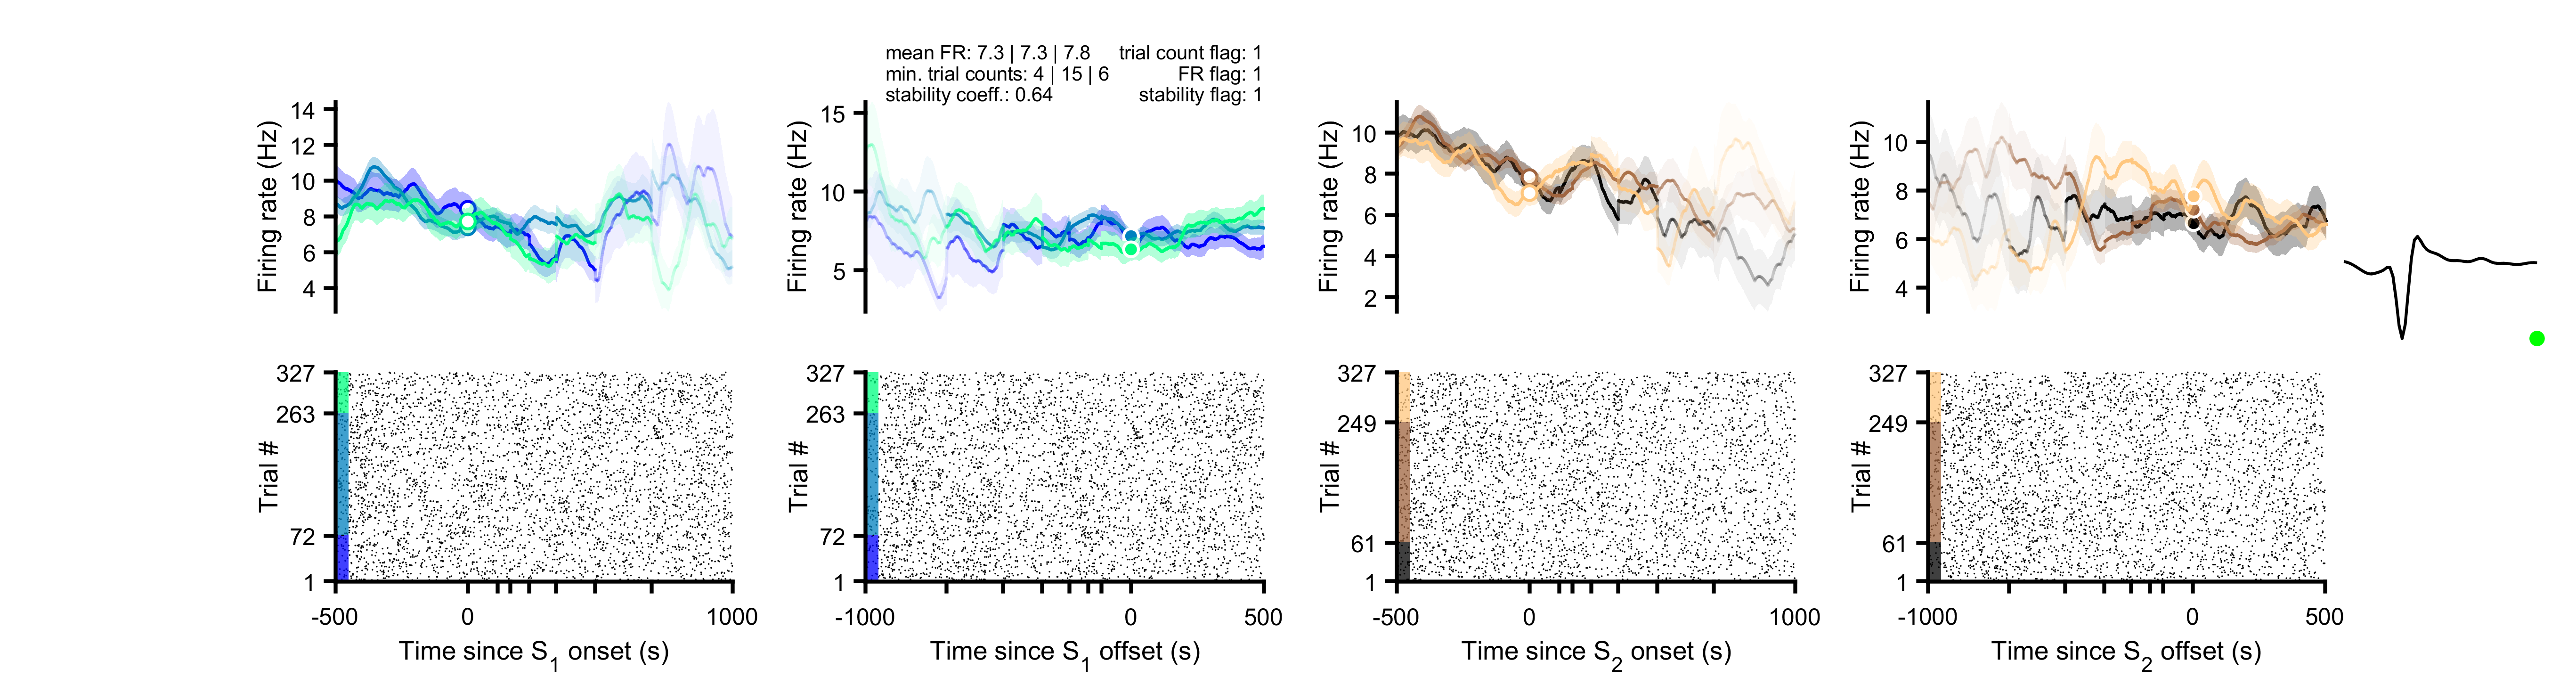 mean FR: 7.3 | 7.3 | 7.8 trial count flag: 1
min. trial counts: 4 | 15 | 6 FR flag: 1
stability coeff.: 0.64 stability flag: 1
Firing rate (Hz)
14
12
10
8
6
4
Firing rate (Hz)
15
10
5
Firing rate (Hz)
10
8
6
4
2
Firing rate (Hz)
10
8
6
4
Trial #
327
263
72
1
-500 0 1000
Time since S1 onset (s)
Trial #
327
263
72
1
-1000 0 500
Time since S1 offset (s)
Trial #
327
249
61
1
-500 0 1000
Time since S2 onset (s)
Trial #
327
249
61
1
-1000 0 500
Time since S2 offset (s)